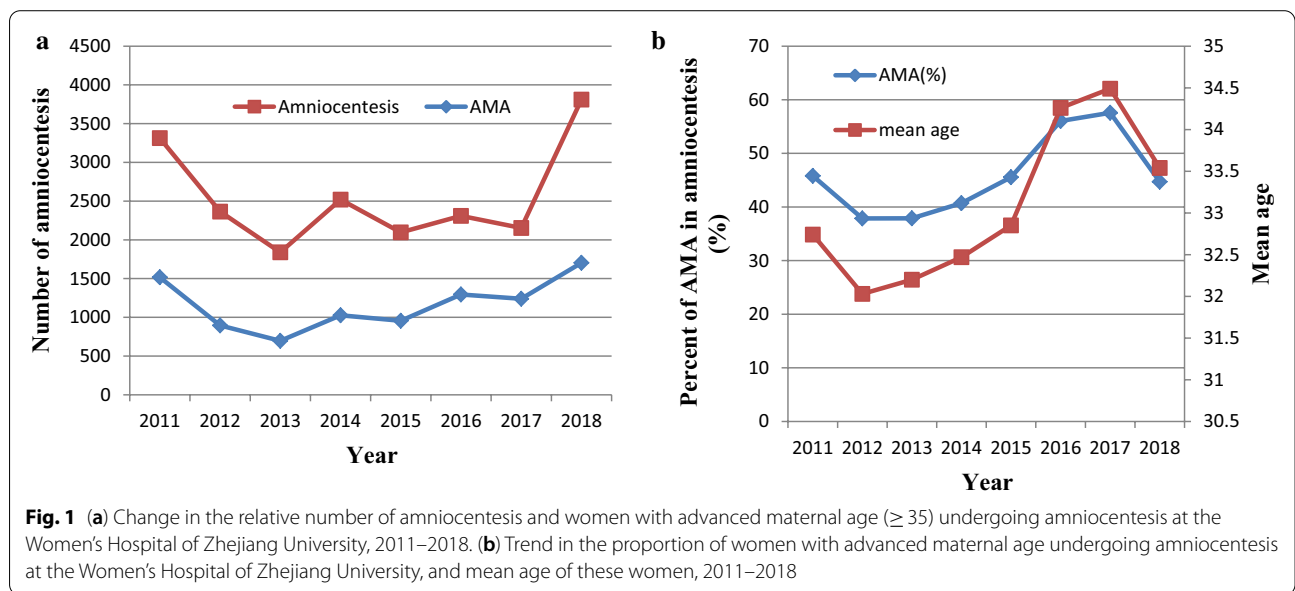 a
4500
4000
3500
3000
2500
2000
1500
1000
500
0
Number of amniocentesis
Amniocentesis
AMA
2011 2012 2013 2014 2015 2016 2017 2018
Year
b
70
60
50
40
30
20
10
0
Percent of AMA in amniocentesis
(%)
AMA(%)
mean age
35
34.5
34
33.5
33
32.5
32
31.5
31
30.5
Mean age
2011 2012 2013 2014 2015 2016 2017 2018
Year
Fig. 1 (a) Change in the relative number of amniocentesis and women with advanced maternal age (≥ 35) undergoing amniocentesis at the
Women's Hospital of Zhejiang University, 2011–2018. (b) Trend in the proportion of women with advanced maternal age undergoing amniocentesis
at the Women's Hospital of Zhejiang University, and mean age of these women, 2011–2018